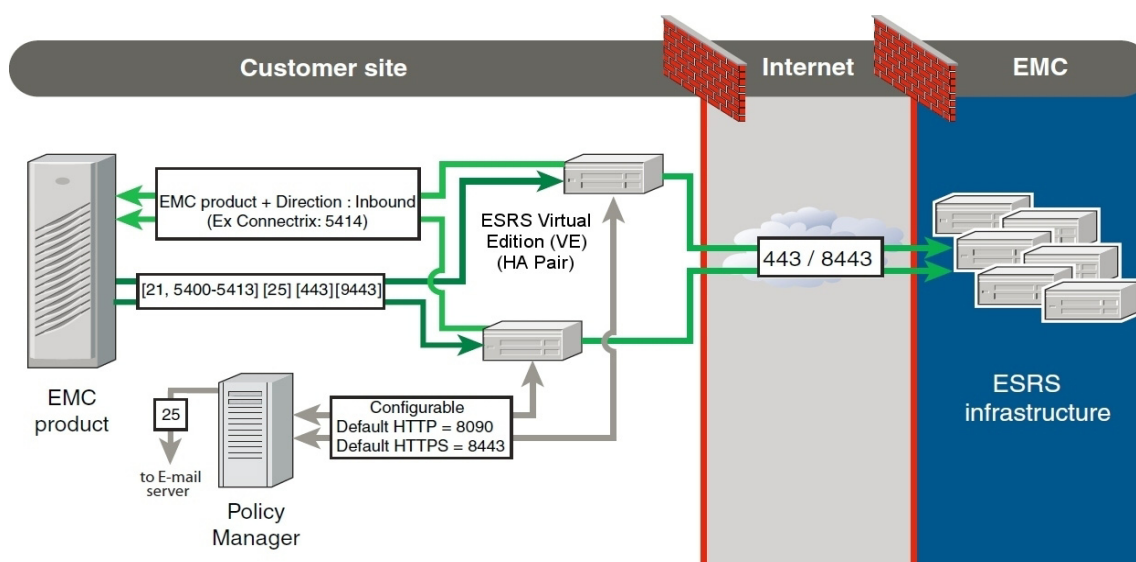 Customer site
Internet
EMC
EMC product + Direction : Inbound
(Ex Connectrix: 5414)
ESRS Virtual
Edition (VE)
(HA Pair)
443 / 8443
[21, 5400-5413] [25] [443][9443]
EMC
product
25
to E-mail
server
Configurable
Default HTTP = 8090
Default HTTPS = 8443
Policy
Manager
ESRS
infrastructure